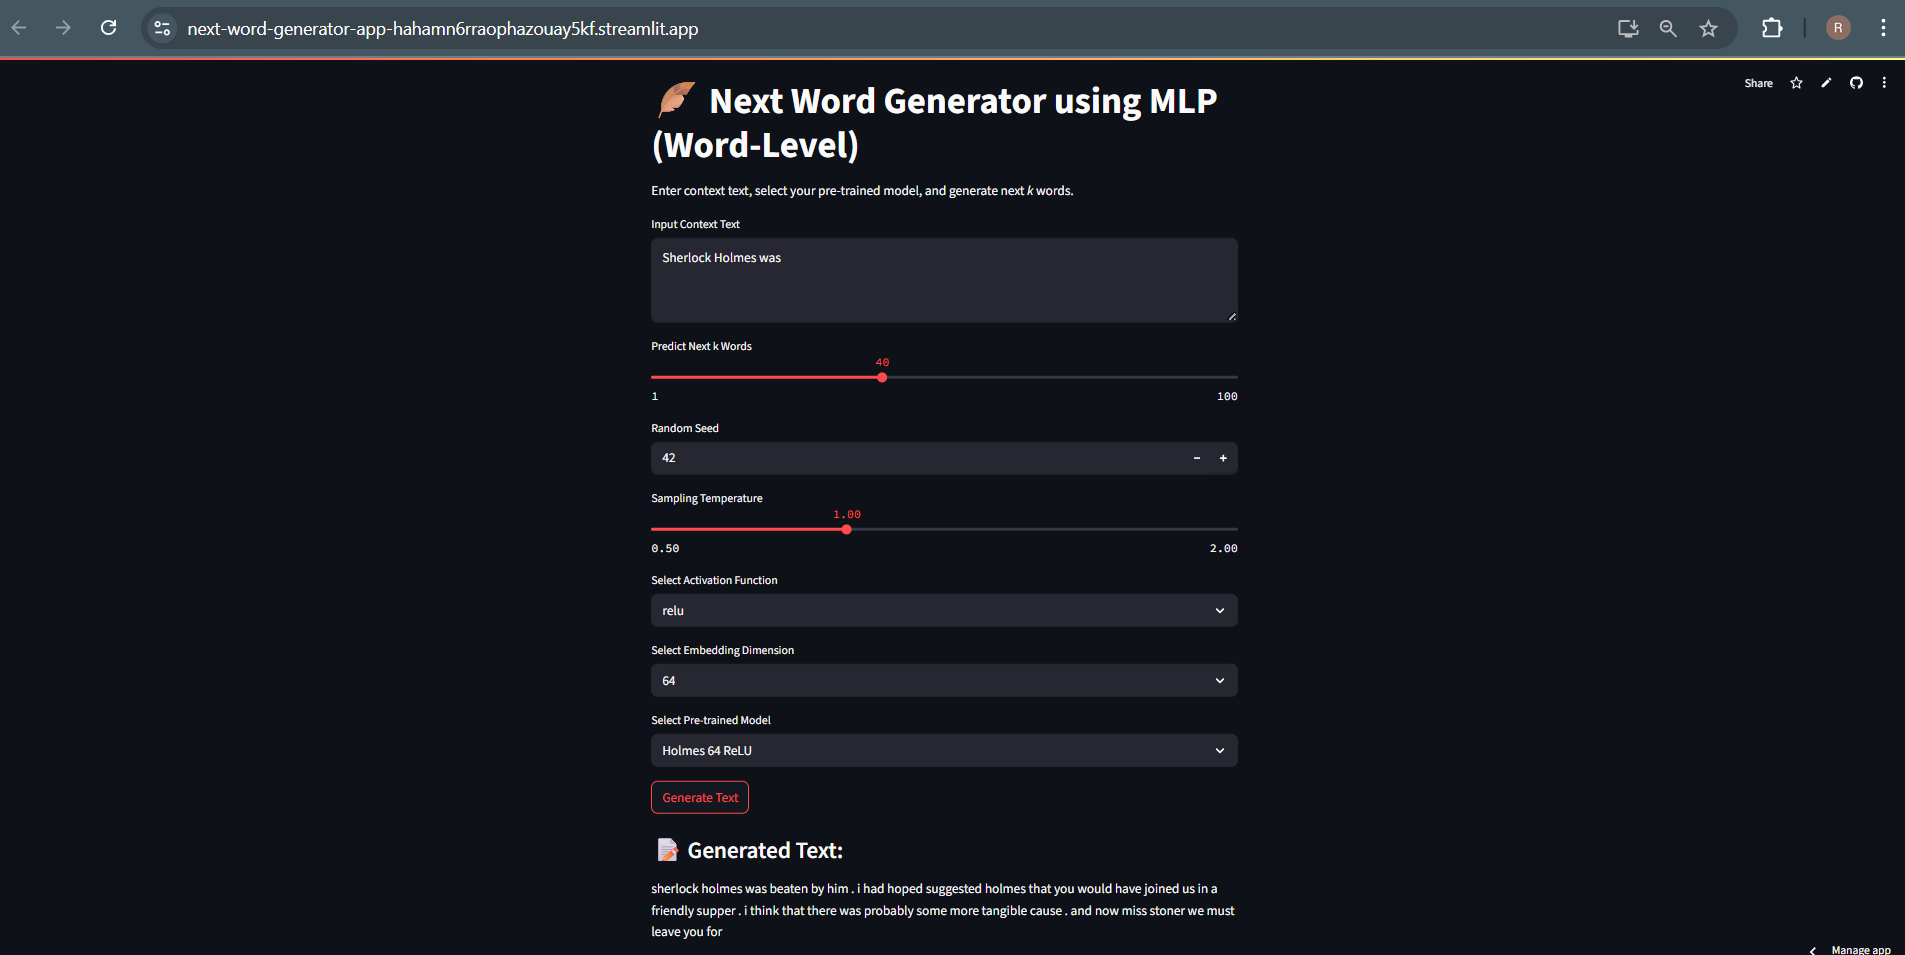 next-word-generator-app-hahamn6rraophazouay5kf.streamlit.app
R
Share
Next Word Generator using MLP
(Word-Level)
Enter context text, select your pre-trained model, and generate next k words.
Input Context Text
Sherlock Holmes was
Predict Next k Words
40
1 100
Random Seed
42 − +
Sampling Temperature
1.00
0.50 2.00
Select Activation Function
relu
Select Embedding Dimension
64
Select Pre-trained Model
Holmes 64 ReLU
Generate Text
Generated Text:
sherlock holmes was beaten by him . i had hoped suggested holmes that you would have joined us in a
friendly supper . i think that there was probably some more tangible cause . and now miss stoner we must
leave you for
Manage app